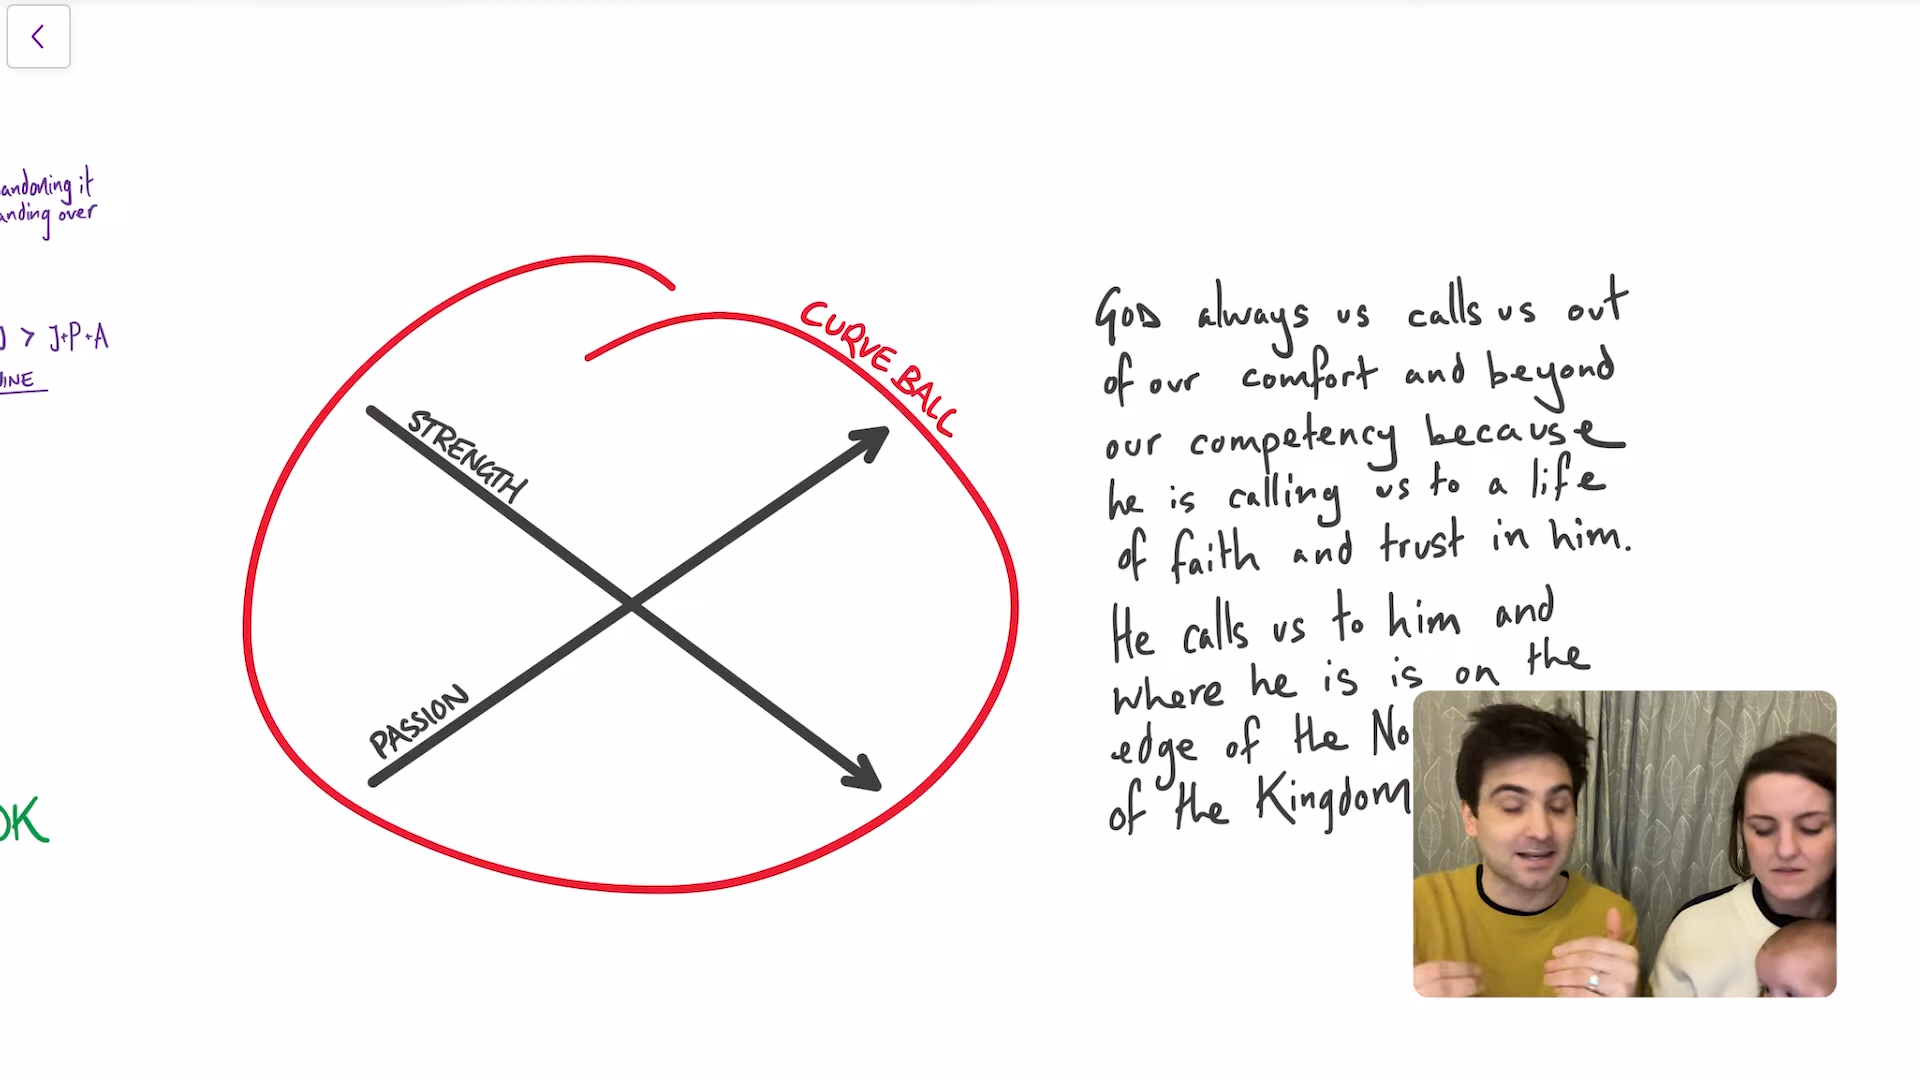 andoning it
anding over
> J+P+A
STRENGTH
PASSION
CURVE BALL
GOD always us calls us out
of our comfort and beyond
our competency because
he is calling us to a life
of faith and trust in him.
He calls us to him and
where he is is on the
edge of the No
of the Kingdom
OK